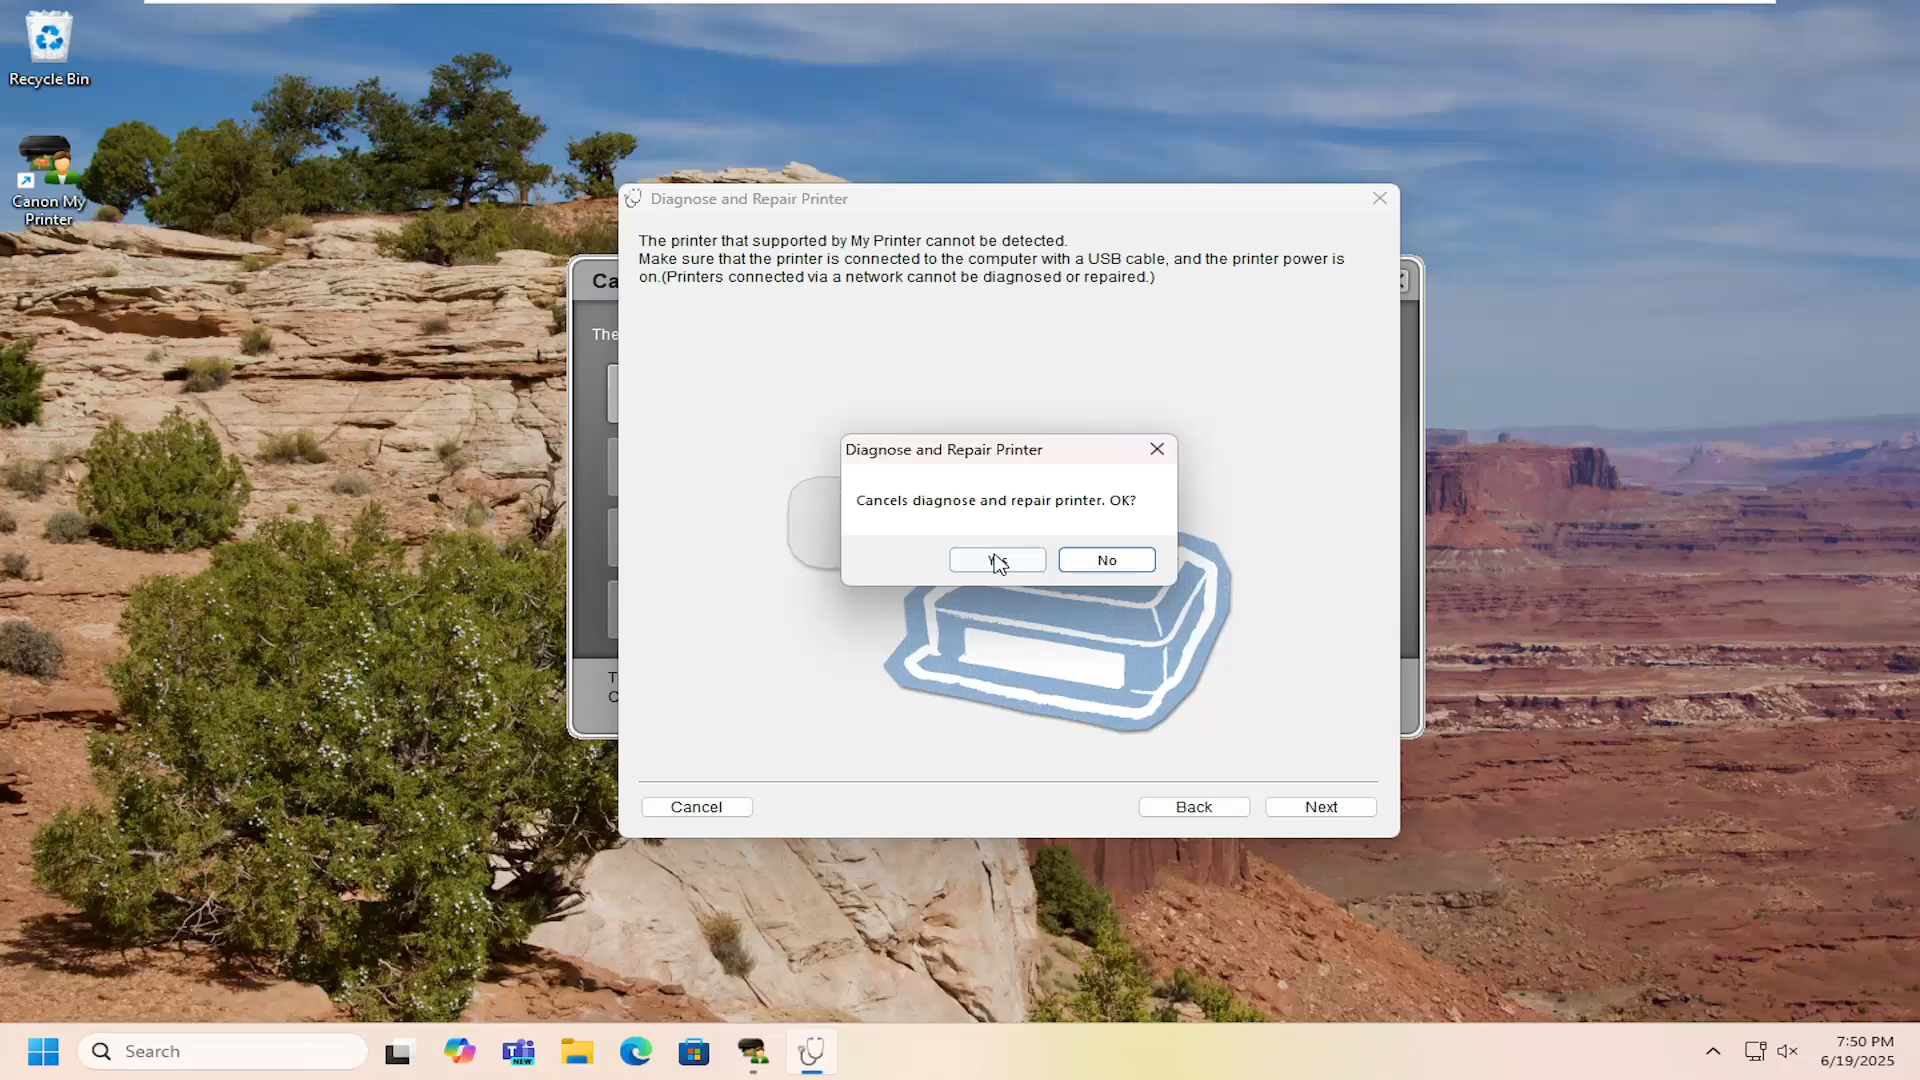 Recycle Bin
Canon My
Printer
Diagnose and Repair Printer
The printer that supported by My Printer cannot be detected.
Make sure that the printer is connected to the computer with a USB cable, and the printer power is
on.(Printers connected via a network cannot be diagnosed or repaired.)
Ca
The
Diagnose and Repair Printer
Cancels diagnose and repair printer. OK?
No
T
C
Cancel
Back
Next
Search
NEW
7:50 PM
6/19/2025